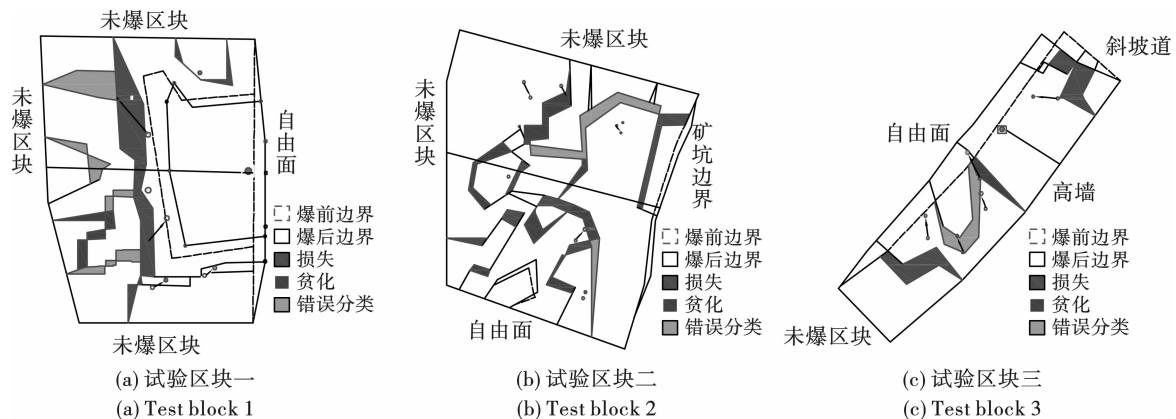 未爆区块
未爆区块
自由面
爆前边界
爆后边界
损失
贫化
错误分类
未爆区块
(a) 试验区块一
(a) Test block 1
未爆区块
未爆区块
矿坑边界
爆前边界
爆后边界
损失
贫化
错误分类
自由面
(b) 试验区块二
(b) Test block 2
斜坡道
自由面
高墙
爆前边界
爆后边界
损失
贫化
错误分类
未爆区块
(c) 试验区块三
(c) Test block 3